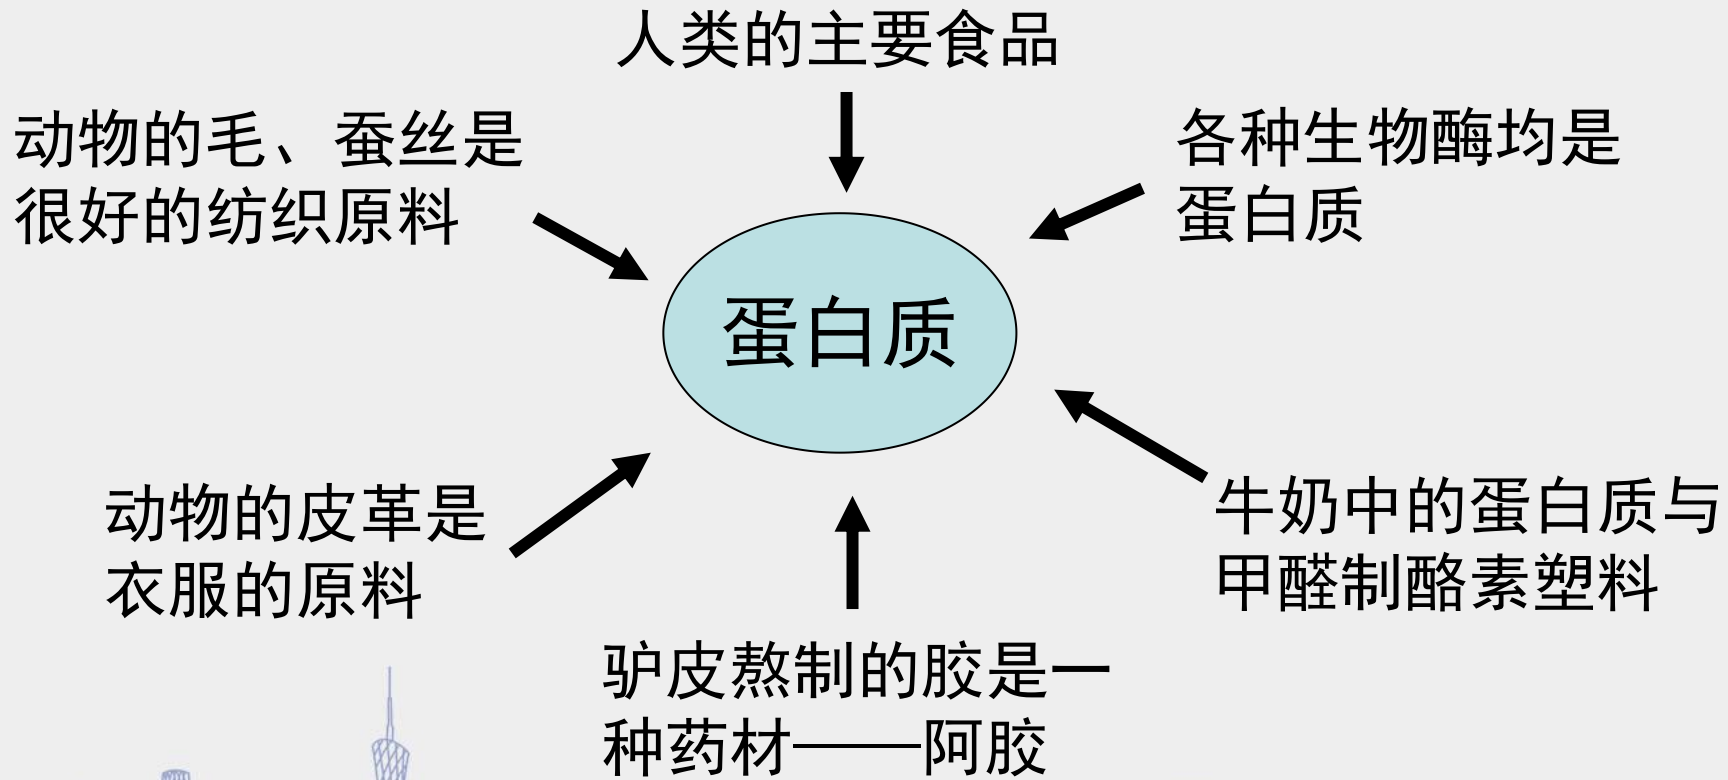 人类的主要食品
动物的毛、蚕丝是
很好的纺织原料
各种生物酶均是
蛋白质
蛋白质
动物的皮革是
衣服的原料
牛奶中的蛋白质与
甲醛制酪素塑料
驴皮熬制的胶是一
种药材——阿胶